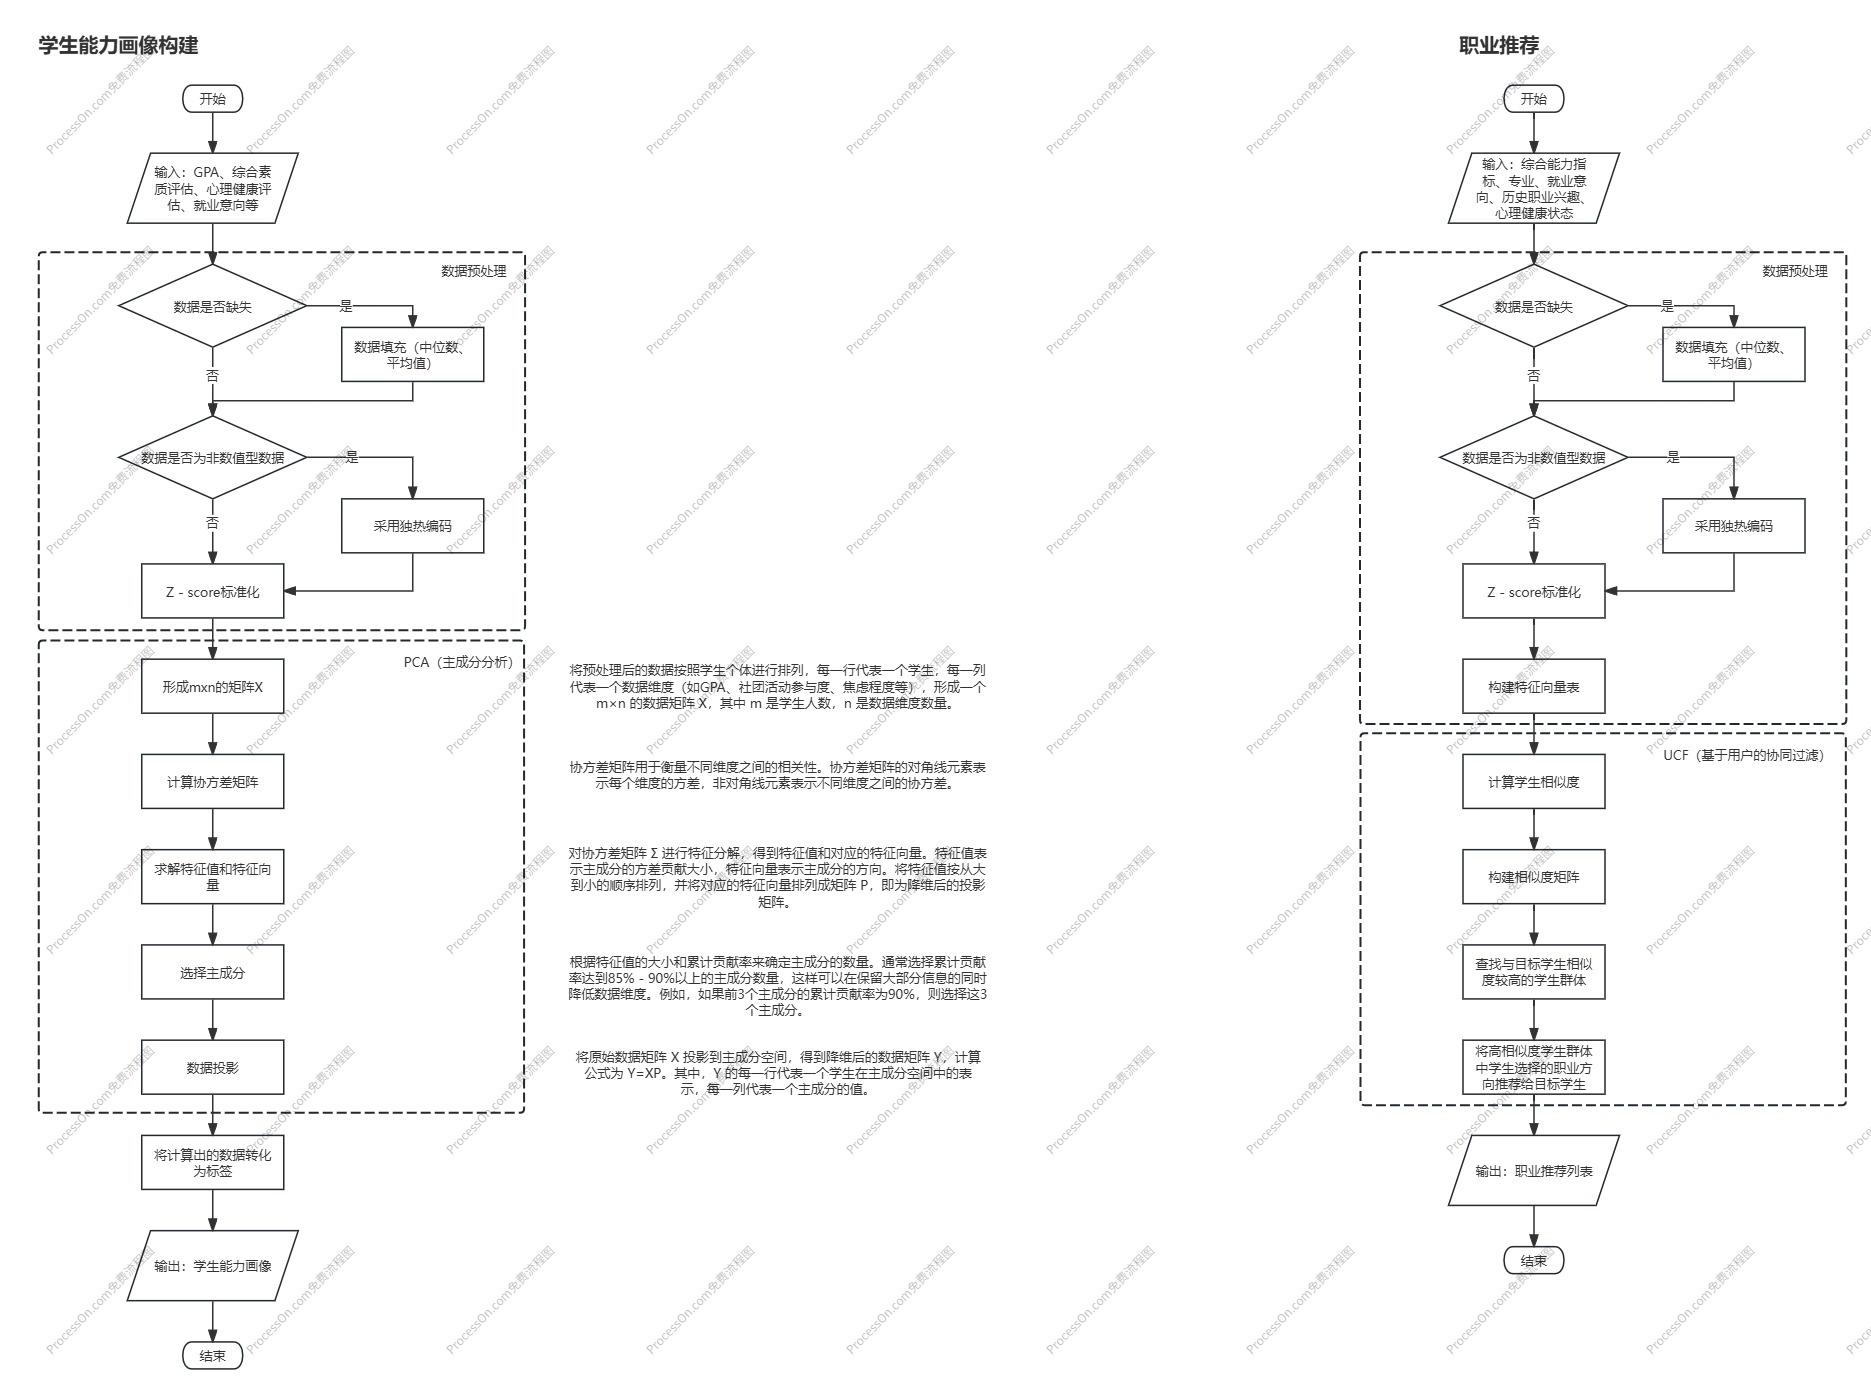 学生能力画像构建
开始
输入：GPA、综合素
质评估、心理健康评
估、就业意向等
数据预处理
数据是否缺失
是
数据填充（中位数、
平均值）
否
数据是否为非数值型数据
是
采用独热编码
否
Z - score标准化
PCA（主成分分析）
形成mxn的矩阵X
计算协方差矩阵
求解特征值和特征向
量
选择主成分
数据投影
将计算出的数据转化
为标签
输出：学生能力画像
结束
将预处理后的数据按照学生个体进行排列，每一行代表一个学生，每一列
代表一个数据维度（如GPA、社团活动参与度、焦虑程度等），形成一个
m×n 的数据矩阵 X，其中 m 是学生人数，n 是数据维度数量。
协方差矩阵用于衡量不同维度之间的相关性。协方差矩阵的对角线元素表
示每个维度的方差，非对角线元素表示不同维度之间的协方差。
对协方差矩阵 Σ 进行特征分解，得到特征值和对应的特征向量。特征值表
示主成分的方差贡献大小，特征向量表示主成分的方向。将特征值按从大
到小的顺序排列，并将对应的特征向量排列成矩阵 P，即为降维后的投影
矩阵。
根据特征值的大小和累计贡献率来确定主成分的数量。通常选择累计贡献
率达到85% - 90%以上的主成分数量，这样可以在保留大部分信息的同时
降低数据维度。例如，如果前3个主成分的累计贡献率为90%，则选择这3
个主成分。
将原始数据矩阵 X 投影到主成分空间，得到降维后的数据矩阵 Y，计算
公式为 Y=XP。其中，Y 的每一行代表一个学生在主成分空间中的表
示，每一列代表一个主成分的值。
职业推荐
开始
输入：综合能力指
标、专业、就业意
向、历史职业兴趣、
心理健康状态
数据预处理
数据是否缺失
是
数据填充（中位数、
平均值）
否
数据是否为非数值型数据
是
采用独热编码
否
Z - score标准化
构建特征向量表
UCF（基于用户的协同过滤）
计算学生相似度
构建相似度矩阵
查找与目标学生相似
度较高的学生群体
将高相似度学生群体
中学生选择的职业方
向推荐给目标学生
输出：职业推荐列表
结束
ProcessOn.com免费流程图